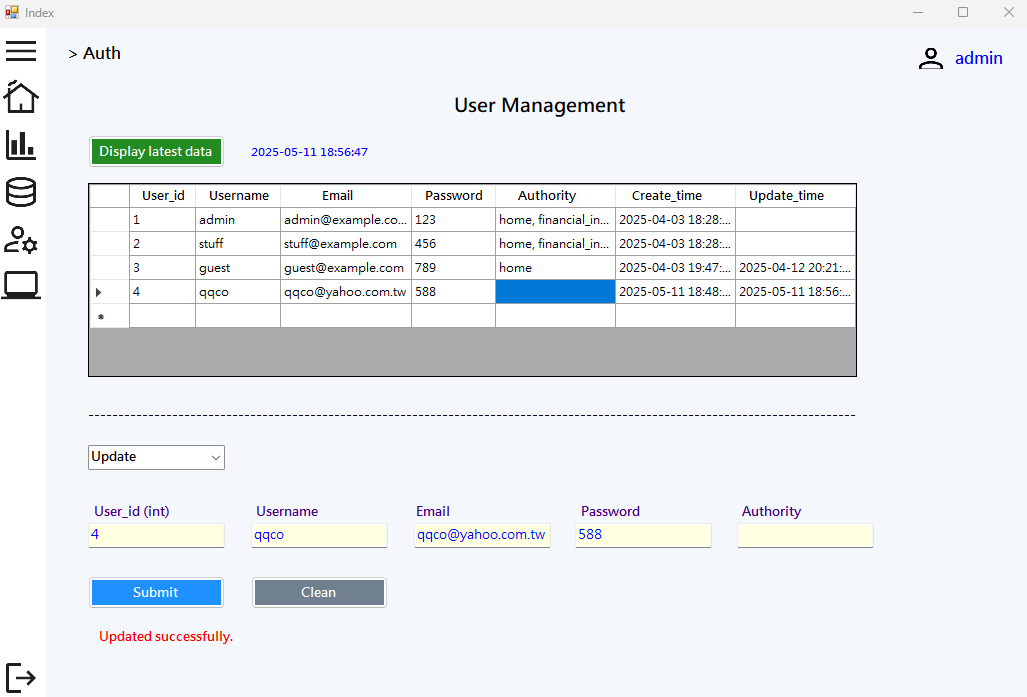 Index
> Auth
admin
User Management
Display latest data 2025-05-11 18:56:47
User_id Username Email Password Authority Create_time Update_time
1 admin admin@example.co... 123 home, financial_in... 2025-04-03 18:28:...
2 stuff stuff@example.com 456 home, financial_in... 2025-04-03 18:28:...
3 guest guest@example.com 789 home 2025-04-03 19:47:... 2025-04-12 20:21:...
4 qqco qqco@yahoo.com.tw 588 2025-05-11 18:48:... 2025-05-11 18:56:...
Update
User_id (int) Username Email Password Authority
4 qqco qqco@yahoo.com.tw 588
Submit Clean
Updated successfully.